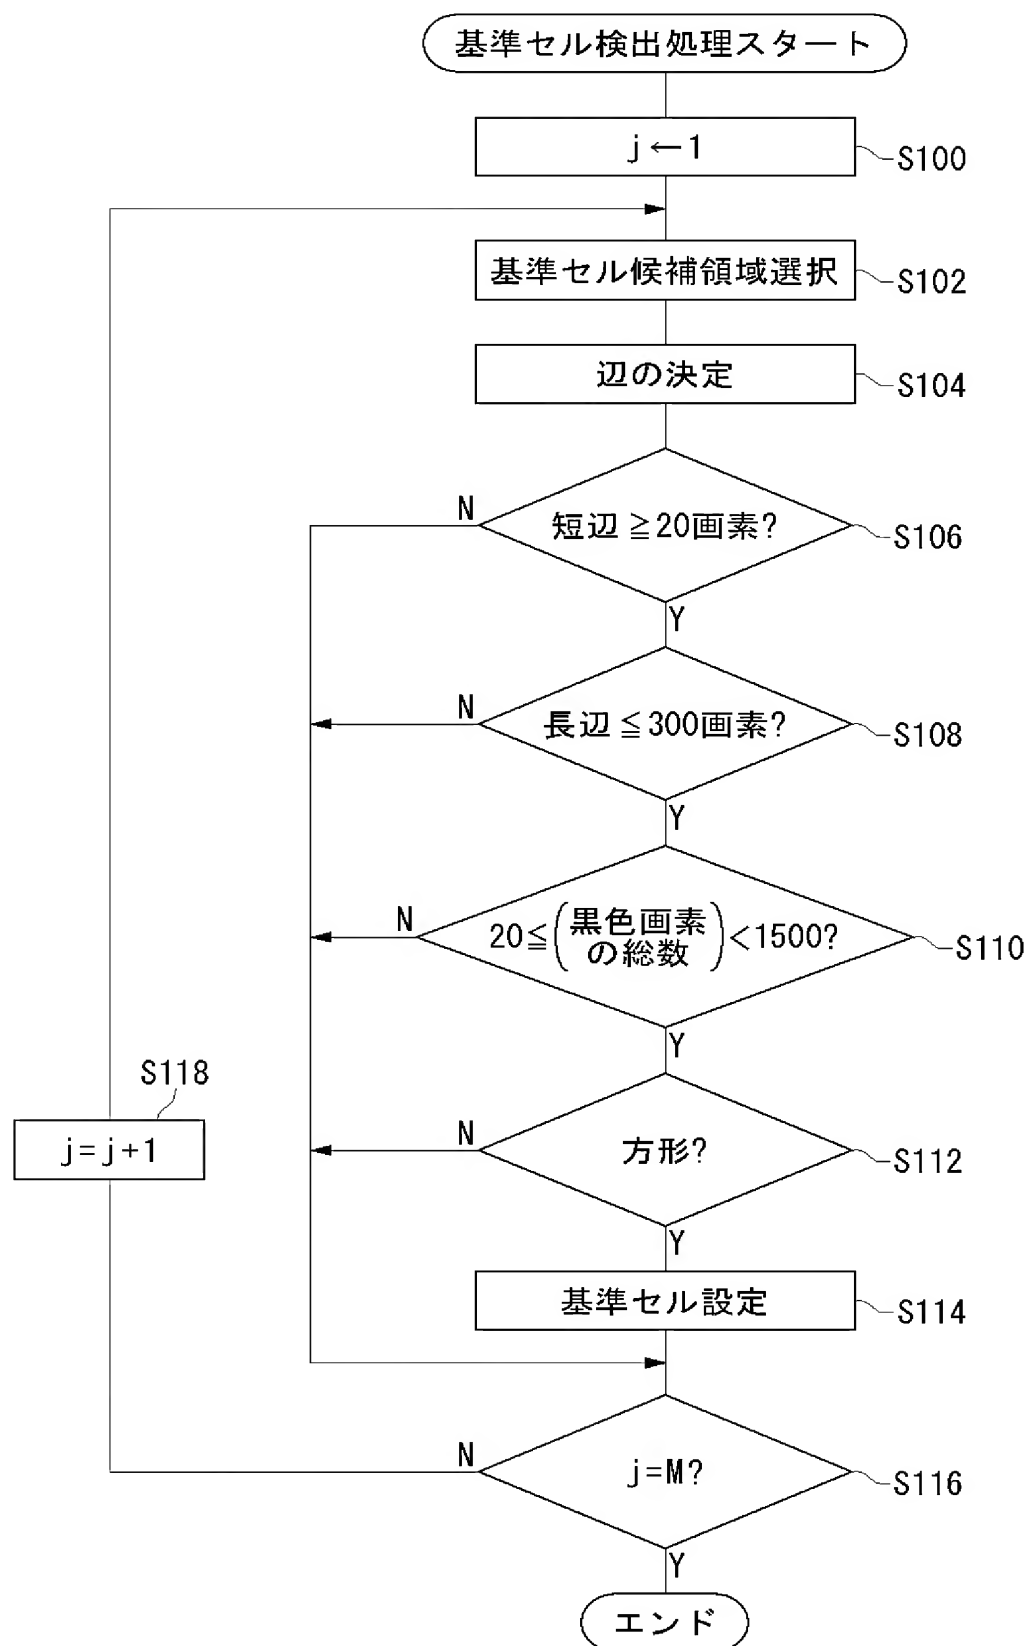 基準セル検出処理スタート
j←1
S100
基準セル候補領域選択
S102
辺の決定
S104
N
短辺≧20画素?
S106
Y
N
長辺≦300画素?
S108
Y
N
20≦(黒色画素の総数)<1500?
S110
Y
S118
j=j+1
N
方形?
S112
Y
基準セル設定
S114
N
j=M?
S116
Y
エンド